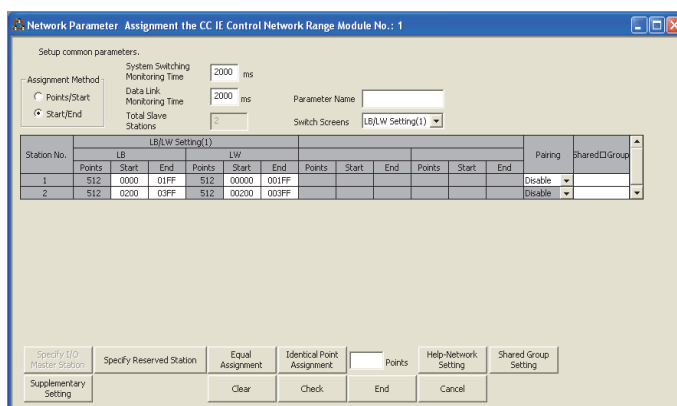 Network Parameter Assignment the CC IE Control Network Range Module No.: 1
Setup common parameters.
Assignment Method
Points/Start
Start/End
System Switching Monitoring Time 2000 ms
Data Link Monitoring Time 2000 ms
Total Slave Stations 2
Parameter Name
Switch Screens LB/LW Setting(1)
Station No. LB/LW Setting(1) Pairing Shared□Group
LB LW
Points Start End Points Start End Points Start End Points Start End
1 512 0000 01FF 512 00000 001FF Disable
2 512 0200 03FF 512 00200 003FF Disable
Specify I/O Master Station
Specify Reserved Station
Equal Assignment
Identical Point Assignment
Points
Help-Network Setting
Shared Group Setting
Supplementary Setting
Clear
Check
End
Cancel